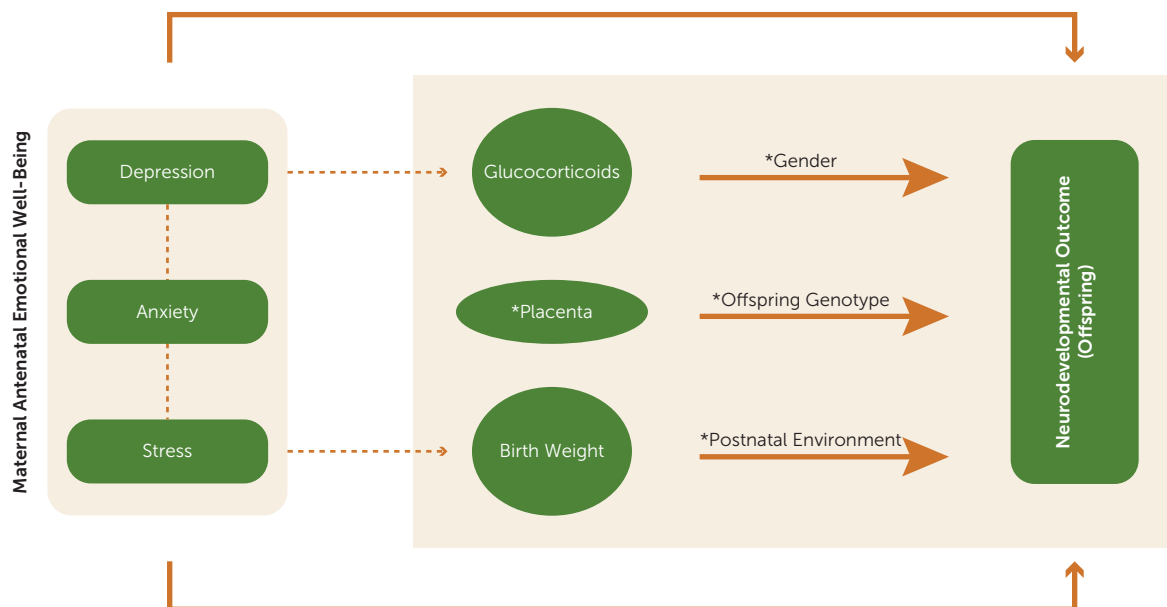 Maternal Antenatal Emotional Well-Being
Depression
Anxiety
Stress
Glucocorticoids
*Placenta
Birth Weight
*Gender
*Offspring Genotype
*Postnatal Environment
Neurodevelopmental Outcome
(Offspring)